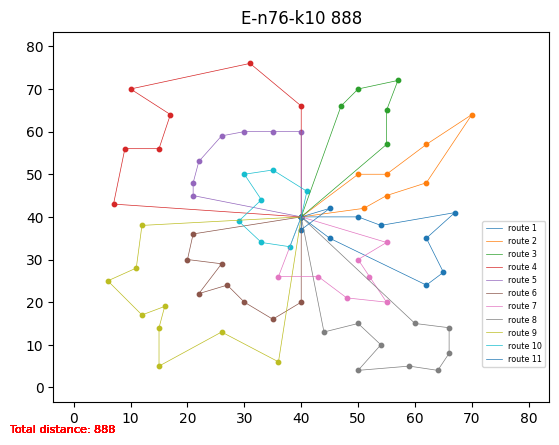 E-n76-k10 888
80
70
60
50
40
30
20
10
0
0 10 20 30 40 50 60 70 80
route 1
route 2
route 3
route 4
route 5
route 6
route 7
route 8
route 9
route 10
route 11
Total distance: 888